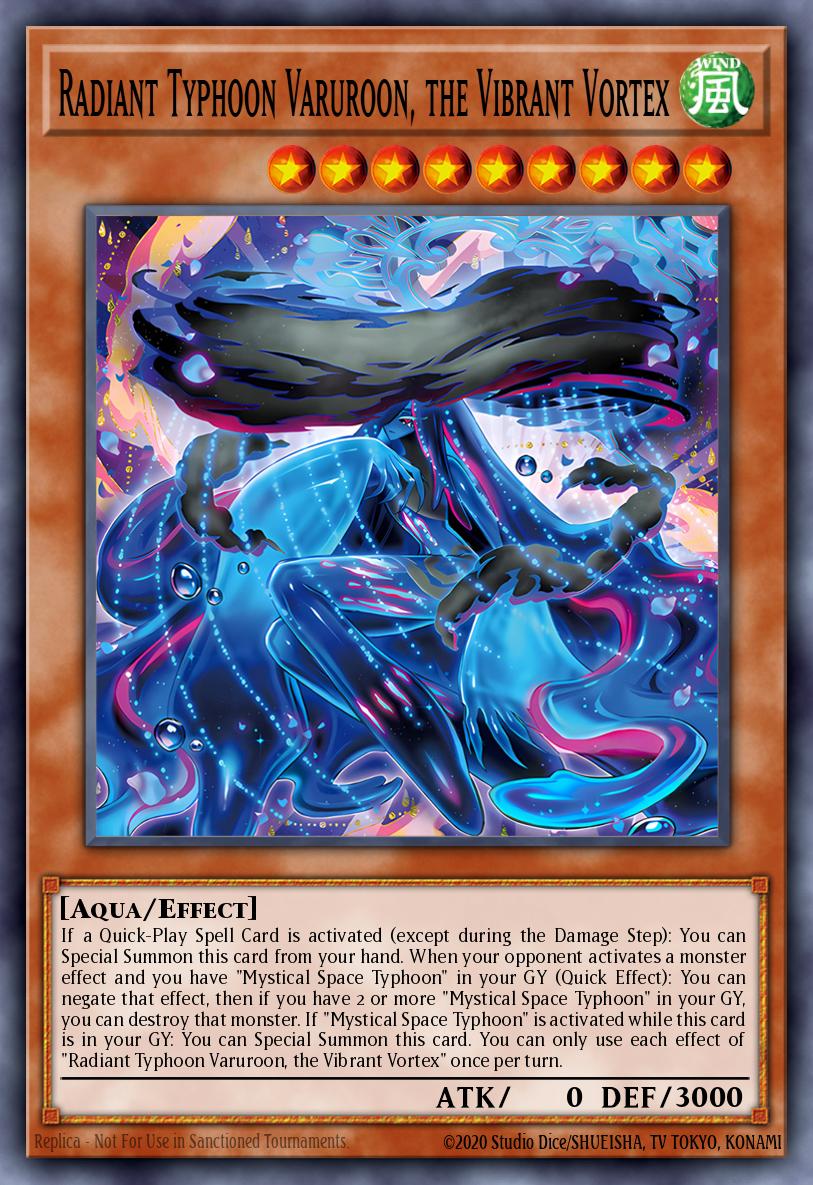 Radiant Typhoon Varuroon, the Vibrant Vortex
WIND
風
[Aqua/Effect]
If a Quick-Play Spell Card is activated (except during the Damage Step): You can
Special Summon this card from your hand. When your opponent activates a monster
effect and you have "Mystical Space Typhoon" in your GY (Quick Effect): You can
negate that effect, then if you have 2 or more "Mystical Space Typhoon" in your GY,
you can destroy that monster. If "Mystical Space Typhoon" is activated while this card
is in your GY: You can Special Summon this card. You can only use each effect of
"Radiant Typhoon Varuroon, the Vibrant Vortex" once per turn.
ATK/ 0 DEF/3000
Replica - Not For Use in Sanctioned Tournaments. ©2020 Studio Dice/SHUEISHA, TV TOKYO, KONAMI